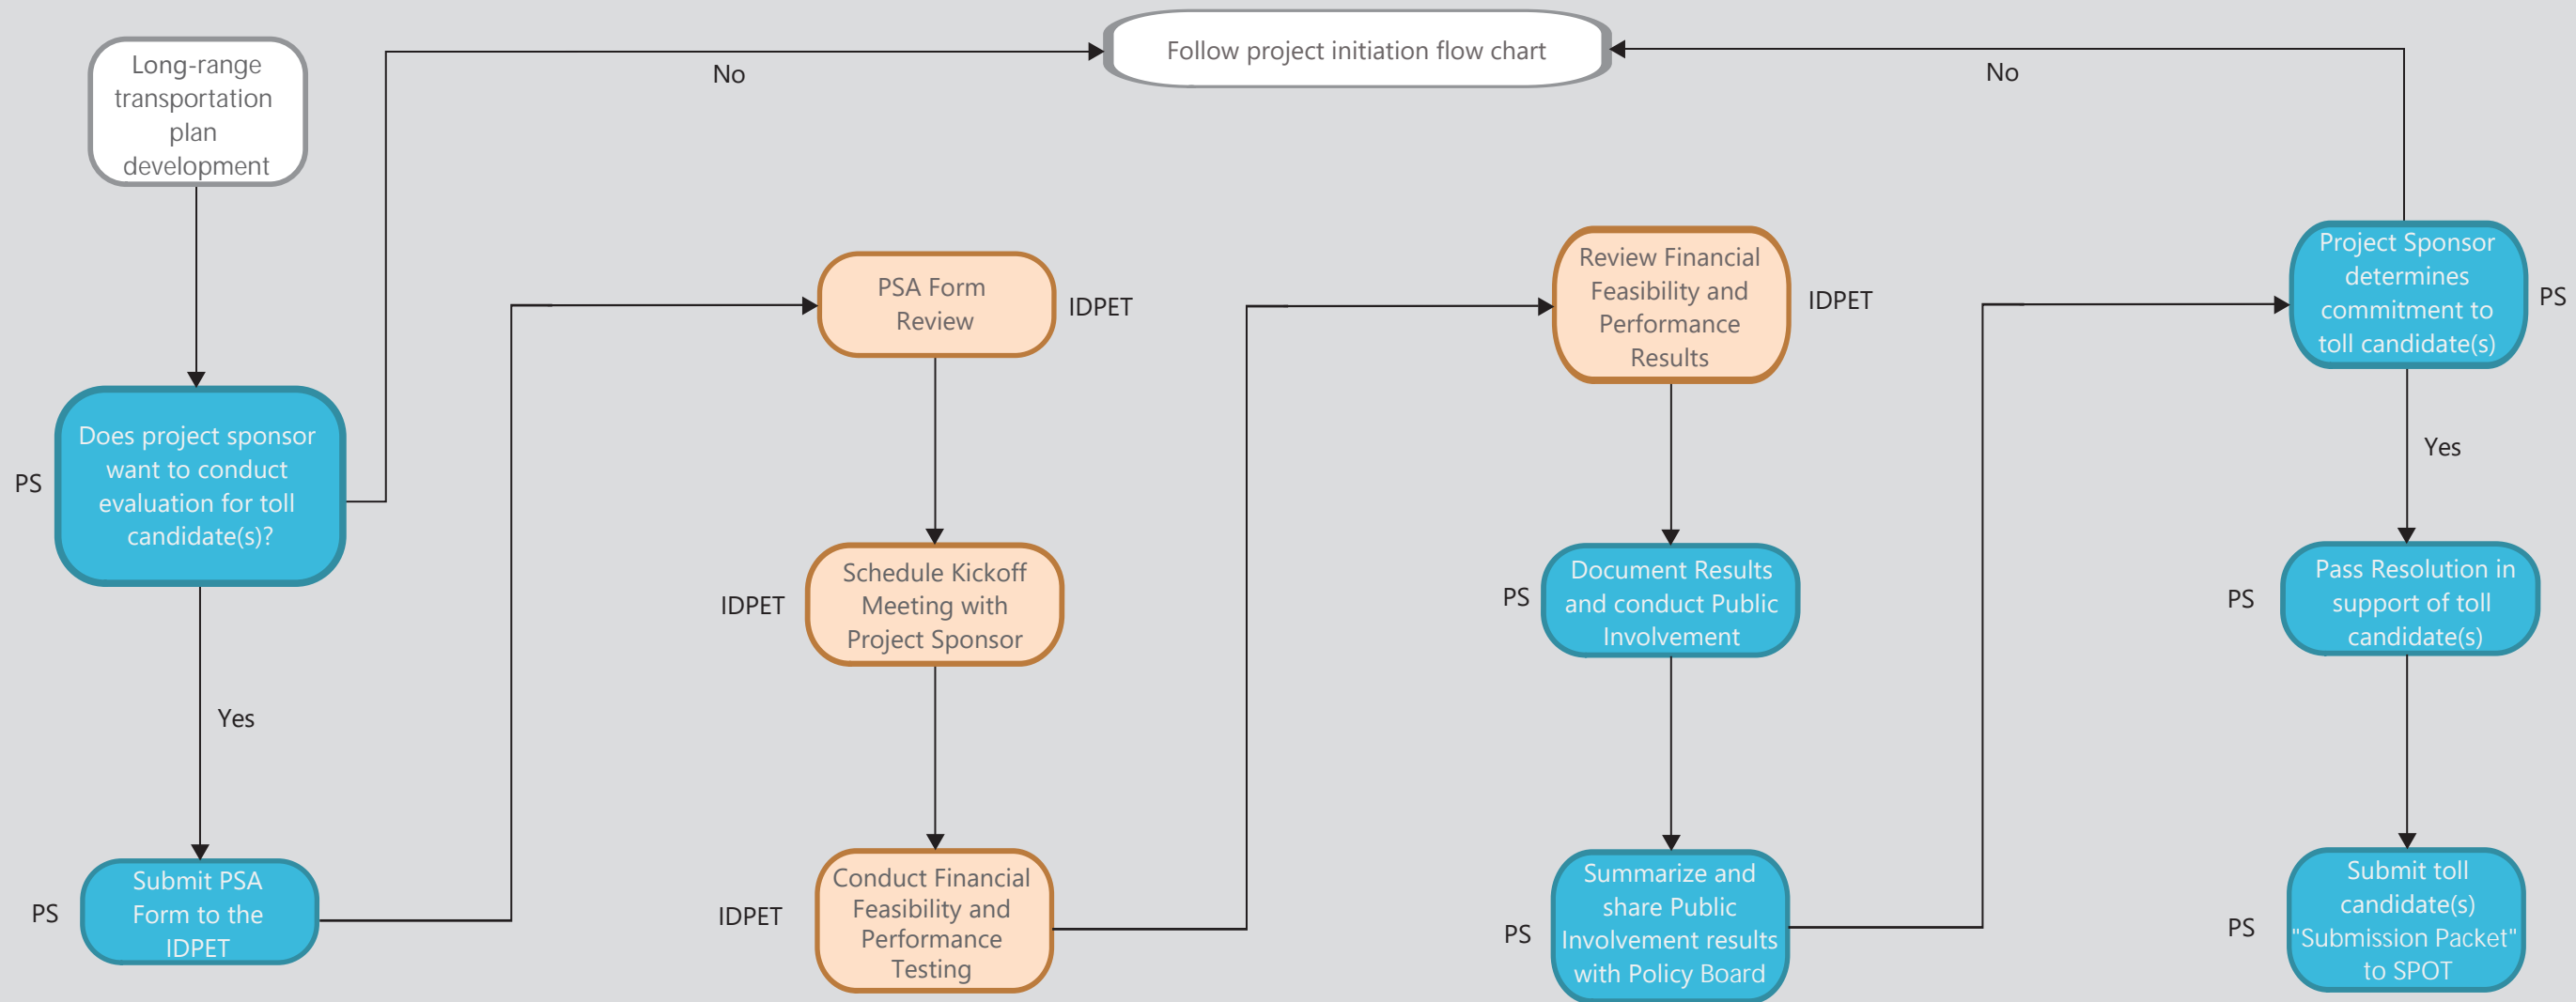 Long-range
transportation
plan
development
No
Follow project initiation flow chart
No
PS
Does project sponsor
want to conduct
evaluation for toll
candidate(s)?
Yes
PS
Submit PSA
Form to the
IDPET
PSA Form
Review
IDPET
IDPET
Schedule Kickoff
Meeting with
Project Sponsor
IDPET
Conduct Financial
Feasibility and
Performance
Testing
Review Financial
Feasibility and
Performance
Results
IDPET
PS
Document Results
and conduct Public
Involvement
PS
Summarize and
share Public
Involvement results
with Policy Board
Project Sponsor
determines
commitment to
toll candidate(s)
PS
Yes
PS
Pass Resolution in
support of toll
candidate(s)
PS
Submit toll
candidate(s)
"Submission Packet"
to SPOT